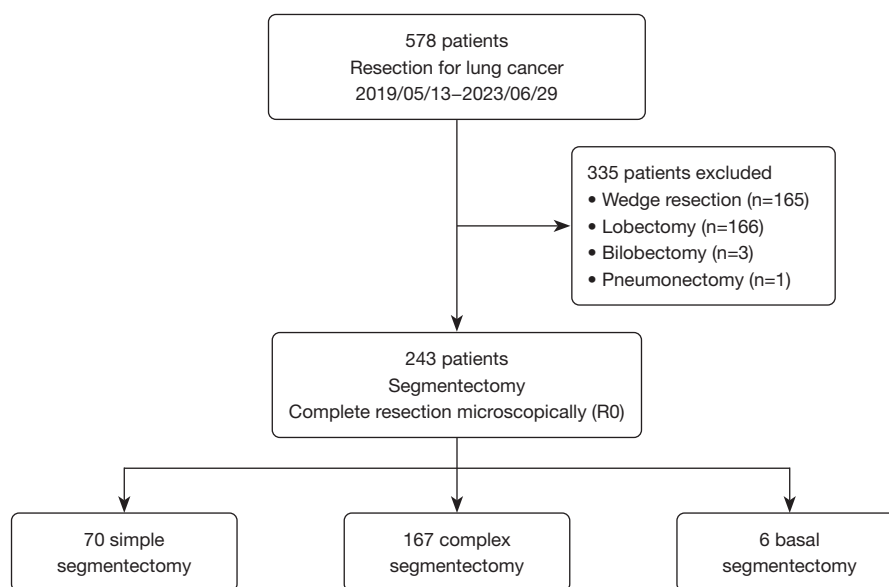 578 patients
Resection for lung cancer
2019/05/13–2023/06/29
335 patients excluded
• Wedge resection (n=165)
• Lobectomy (n=166)
• Bilobectomy (n=3)
• Pneumonectomy (n=1)
243 patients
Segmentectomy
Complete resection microscopically (R0)
70 simple
segmentectomy
167 complex
segmentectomy
6 basal
segmentectomy